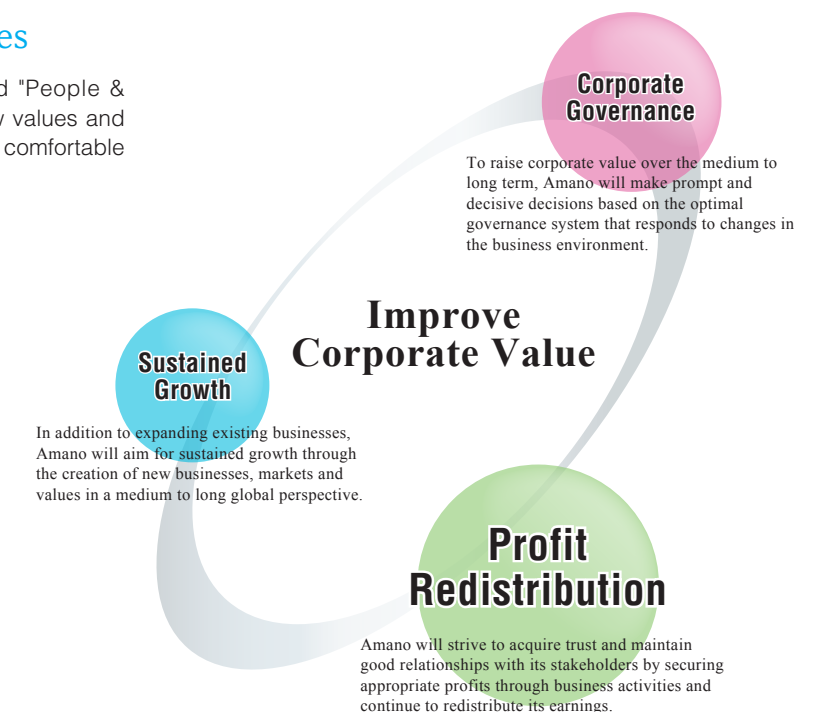 es
d "People &
values and
comfortable
Corporate
Governance
To raise corporate value over the medium to
long term, Amano will make prompt and
decisive decisions based on the optimal
governance system that responds to changes in
the business environment.
Improve
Corporate Value
Sustained
Growth
In addition to expanding existing businesses,
Amano will aim for sustained growth through
the creation of new businesses, markets and
values in a medium to long global perspective.
Profit
Redistribution
Amano will strive to acquire trust and maintain
good relationships with its stakeholders by securing
appropriate profits through business activities and
continue to redistribute its earnings.